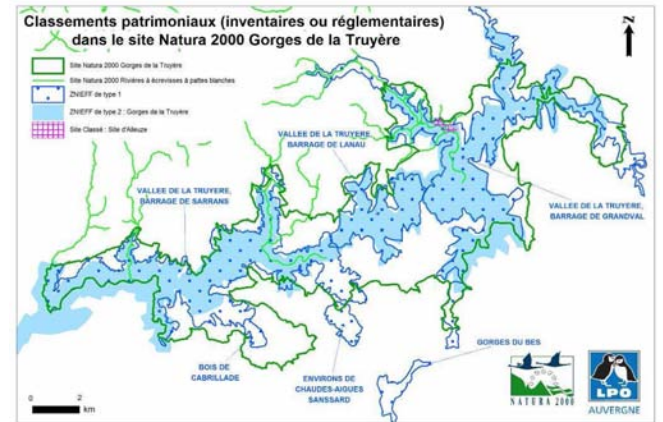 Classements patrimoniaux (inventaires ou réglementaires)
dans le site Natura 2000 Gorges de la Truyère
N
Site Natura 2000 Gorges de la Truyère
Site Natura 2000 Rivières à écrevisses à pattes blanches
ZNIEFF de type 1
ZNIEFF de type 2 : Gorges de la Truyère
Site Classé : Site d'Alleuze
VALLEE DE LA TRUYERE,
BARRAGE DE LANAU
VALLEE DE LA TRUYERE,
BARRAGE DE SARRANS
VALLEE DE LA TRUYERE,
BARRAGE DE GRANDVAL
GORGES DU BES
BOIS DE
CABRILLADE
ENVIRONS DE
CHAUDES-AIGUES
SANSSARD
0 2
km
NATURA 2000
LPO
AUVERGNE